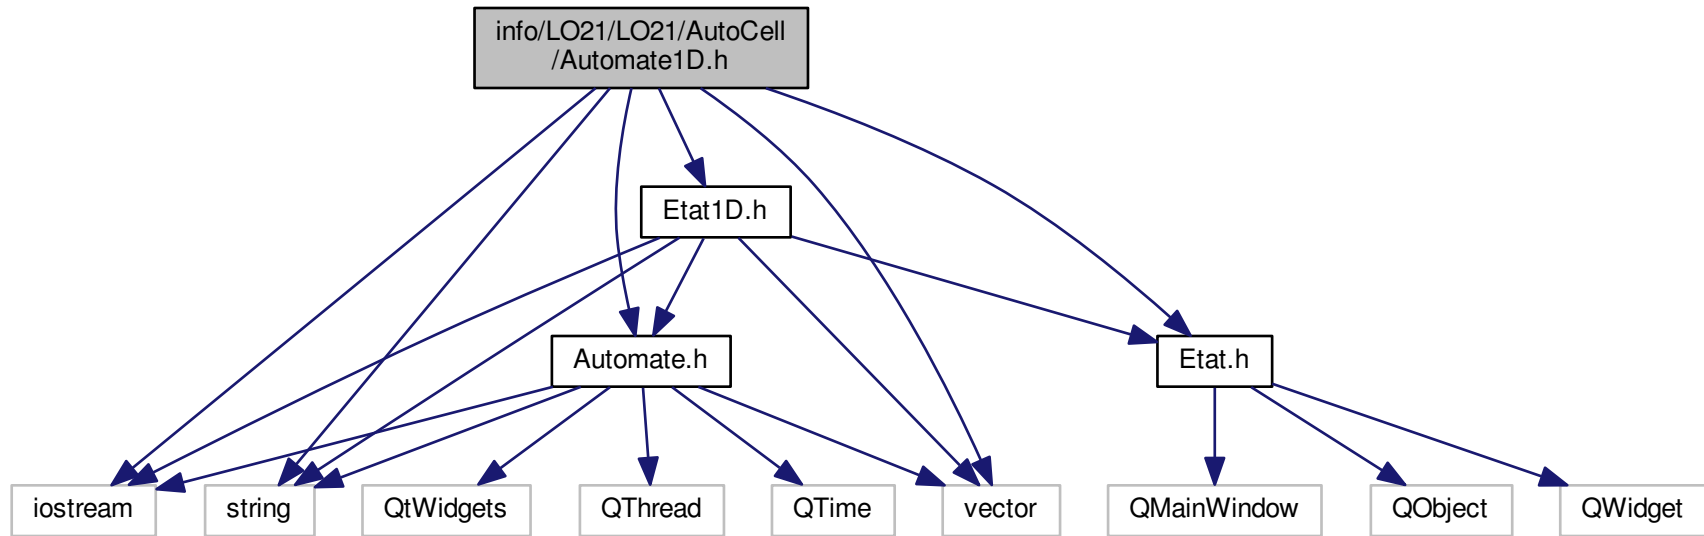 info/LO21/LO21/AutoCell
/Automate1D.h
Etat1D.h
Automate.h
Etat.h
iostream
string
QtWidgets
QThread
QTime
vector
QMainWindow
QObject
QWidget